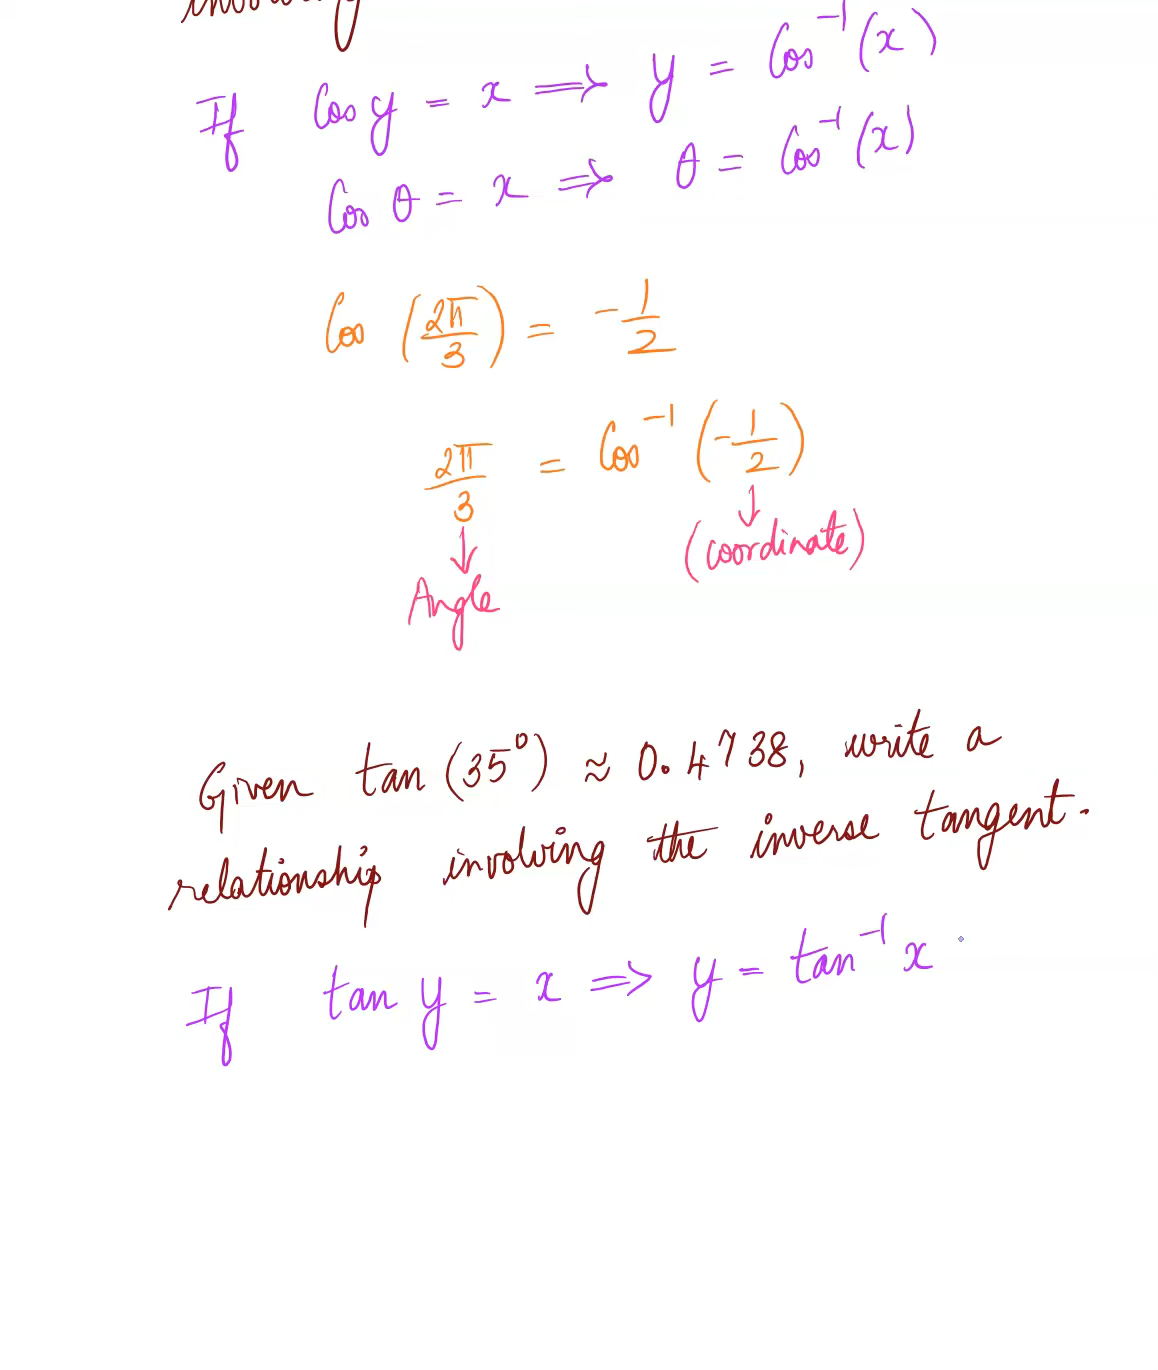 If Cos y = x ⟹ y = Cos⁻¹(x)
Cos θ = x ⟹ θ = Cos⁻¹(x)
Cos (2π/3) = -1/2
2π/3 = Cos⁻¹(-1/2)
↓ ↓
Angle (coordinate)
Given tan (35°) ≈ 0.4738, write a
relationship involving the inverse tangent.
If tan y = x ⟹ y = tan⁻¹ x